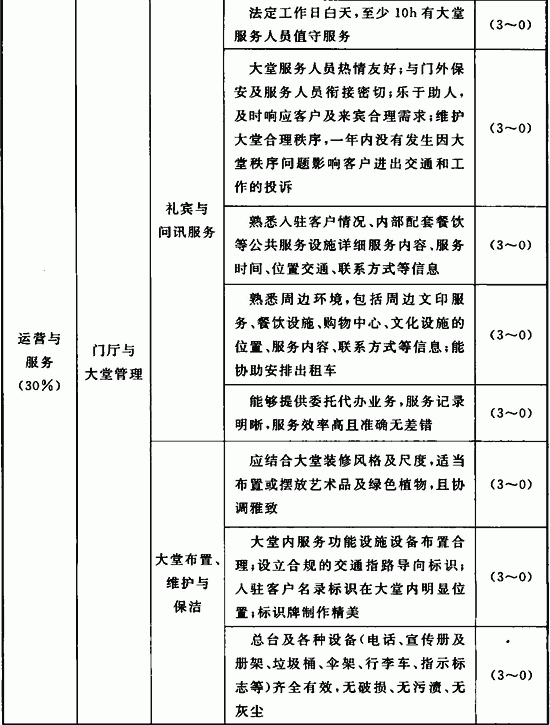 法定工作日白天,至少10h有大堂
服务人员值守服务
(3～0)
大堂服务人员热情友好;与门外保
安及服务人员衔接密切;乐于助人,
及时响应客户及来宾合理需求;维护
大堂合理秩序,一年内没有发生因大
堂秩序问题影响客户进出交通和工
作的投诉
(3～0)
礼宾与
问讯服务
熟悉入驻客户情况、内部配套餐饮
等公共服务设施详细服务内容、服务
时间、位置交通、联系方式等信息
(3～0)
熟悉周边环境,包括周边文印服
务、餐饮设施、购物中心、文化设施的
位置、服务内容、联系方式等信息;能
协助安排出租车
(3～0)
运营与
服务
(30%)
门厅与
大堂管理
能够提供委托代办业务,服务记录
明晰,服务效率高且准确无差错
(3～0)
应结合大堂装修风格及尺度,适当
布置或摆放艺术品及绿色植物,且协
调雅致
(3～0)
大堂布置、
维护与
保洁
大堂内服务功能设施设备布置合
理;设立合规的交通指路导向标识;
入驻客户名录标识在大堂内明显位
置;标识牌制作精美
(3～0)
总台及各种设备(电话、宣传册及
册架、垃圾桶、伞架、行李车、指示标
志等)齐全有效,无破损、无污渍、无
灰尘
(3～0)